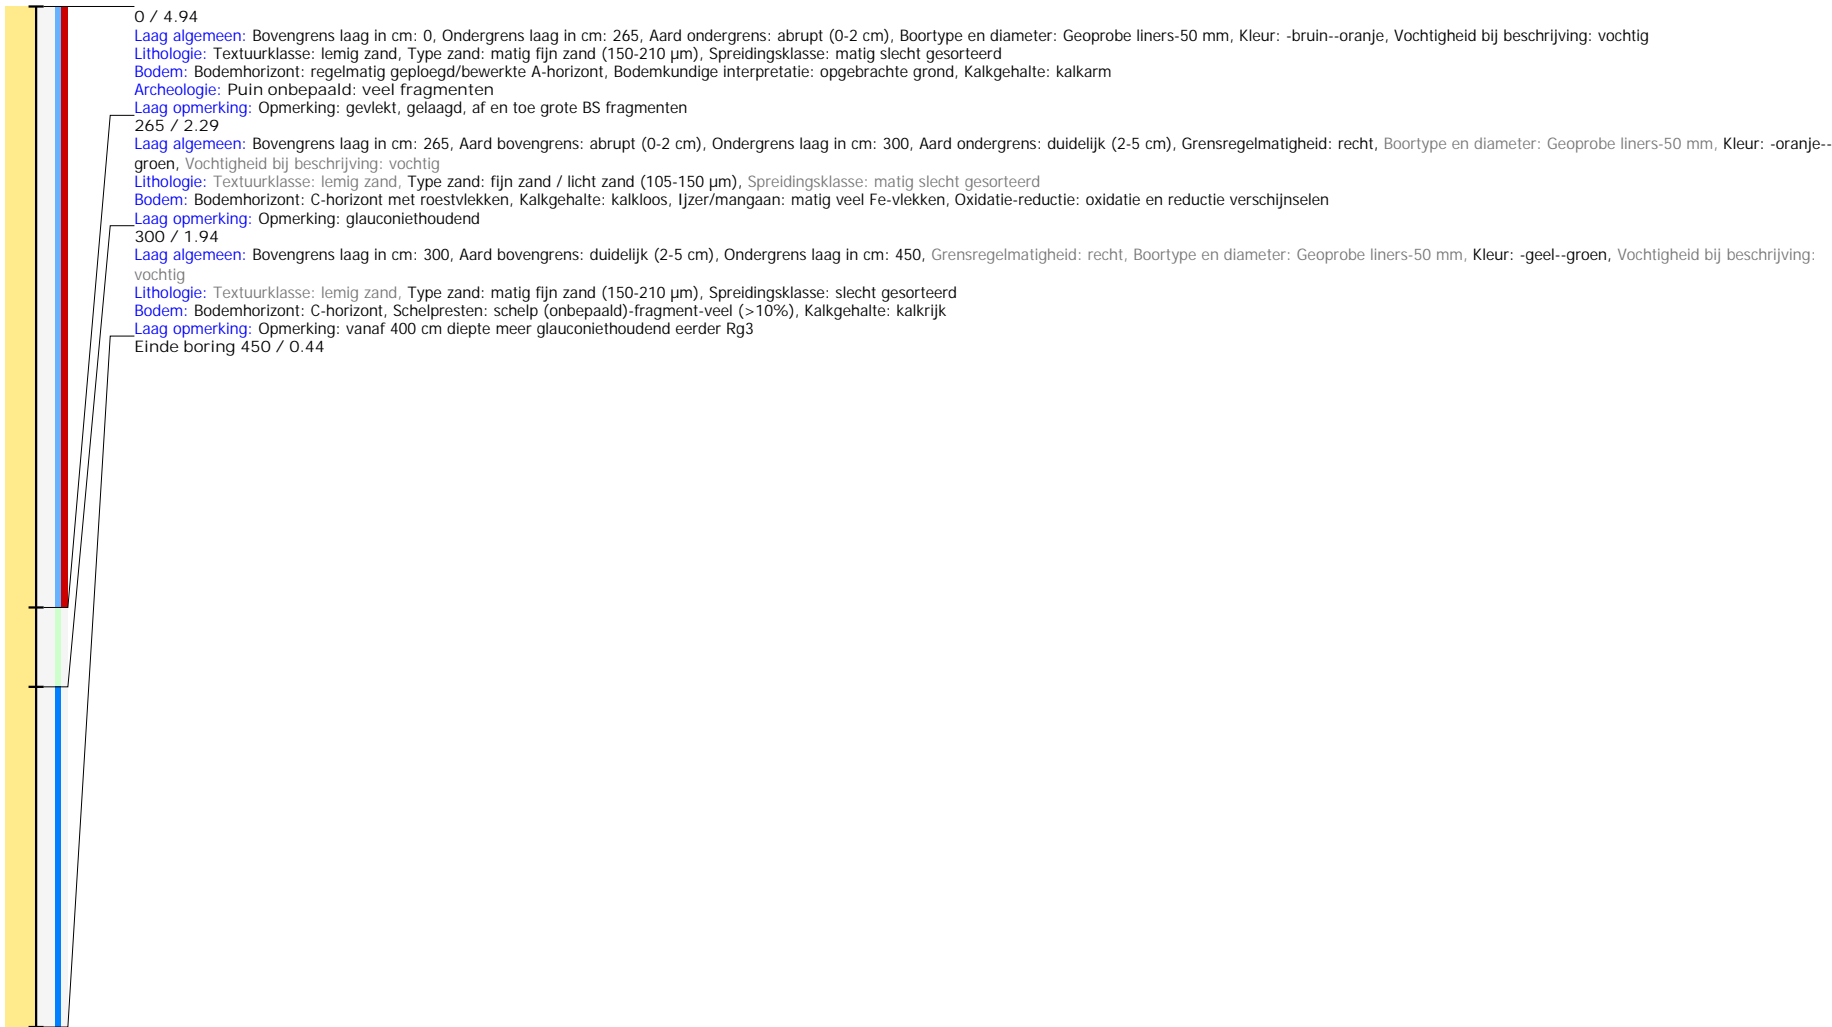 0 / 4.94
Laag algemeen: Bovengrens laag in cm: 0, Ondergrens laag in cm: 265, Aard ondergrens: abrupt (0-2 cm), Boortype en diameter: Geoprobe liners-50 mm, Kleur: -bruin--oranje, Vochtigheid bij beschrijving: vochtig
Lithologie: Textuurklasse: lemig zand, Type zand: matig fijn zand (150-210 µm), Spreidingsklasse: matig slecht gesorteerd
Bodem: Bodemhorizont: regelmatig geploegd/bewerkte A-horizont, Bodemkundige interpretatie: opgebrachte grond, Kalkgehalte: kalkarm
Archeologie: Puin onbepaald: veel fragmenten
Laag opmerking: Opmerking: gevlekt, gelaagd, af en toe grote BS fragmenten
265 / 2.29
Laag algemeen: Bovengrens laag in cm: 265, Aard bovengrens: abrupt (0-2 cm), Ondergrens laag in cm: 300, Aard ondergrens: duidelijk (2-5 cm), Grensregelmatigheid: recht, Boortype en diameter: Geoprobe liners-50 mm, Kleur: -oranje--
groen, Vochtigheid bij beschrijving: vochtig
Lithologie: Textuurklasse: lemig zand, Type zand: fijn zand / licht zand (105-150 µm), Spreidingsklasse: matig slecht gesorteerd
Bodem: Bodemhorizont: C-horizont met roestvlekken, Kalkgehalte: kalkloos, Ijzer/mangaan: matig veel Fe-vlekken, Oxidatie-reductie: oxidatie en reductie verschijnselen
Laag opmerking: Opmerking: glauconiethoudend
300 / 1.94
Laag algemeen: Bovengrens laag in cm: 300, Aard bovengrens: duidelijk (2-5 cm), Ondergrens laag in cm: 450, Grensregelmatigheid: recht, Boortype en diameter: Geoprobe liners-50 mm, Kleur: -geel--groen, Vochtigheid bij beschrijving:
vochtig
Lithologie: Textuurklasse: lemig zand, Type zand: matig fijn zand (150-210 µm), Spreidingsklasse: slecht gesorteerd
Bodem: Bodemhorizont: C-horizont, Schelpresten: schelp (onbepaald)-fragment-veel (>10%), Kalkgehalte: kalkrijk
Laag opmerking: Opmerking: vanaf 400 cm diepte meer glauconiethoudend eerder Rg3
Einde boring 450 / 0.44